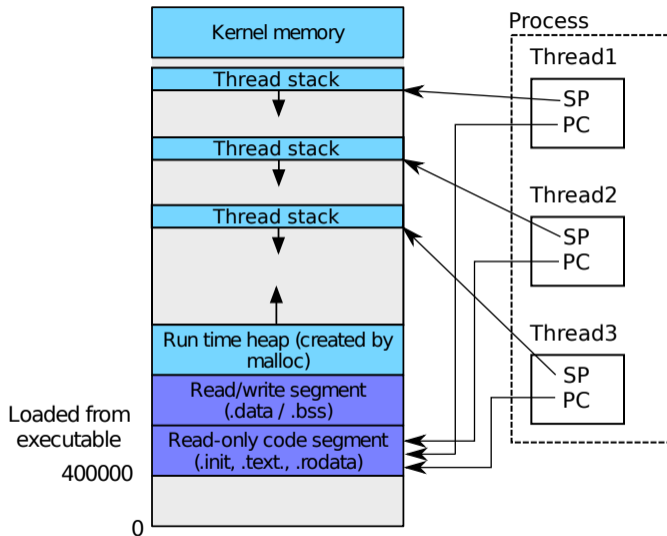 Kernel memory
Thread stack
Thread stack
Thread stack
Run time heap (created by
malloc)
Read/write segment
(.data / .bss)
Read-only code segment
(.init, .text., .rodata)
Loaded from
executable
400000
0
Process
Thread1
SP
PC
Thread2
SP
PC
Thread3
SP
PC